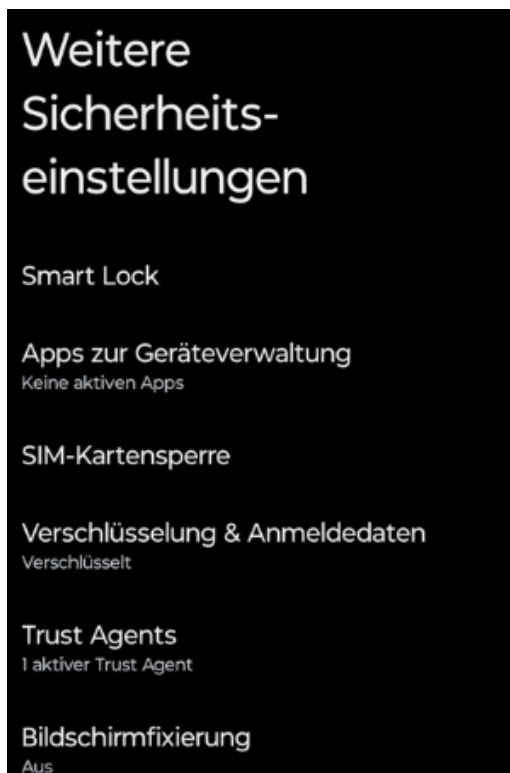 Weitere
Sicherheits-
einstellungen
Smart Lock
Apps zur Geräteverwaltung
Keine aktiven Apps
SIM-Kartensperre
Verschlüsselung & Anmeldedaten
Verschlüsselt
Trust Agents
1 aktiver Trust Agent
Bildschirmfixierung
Aus